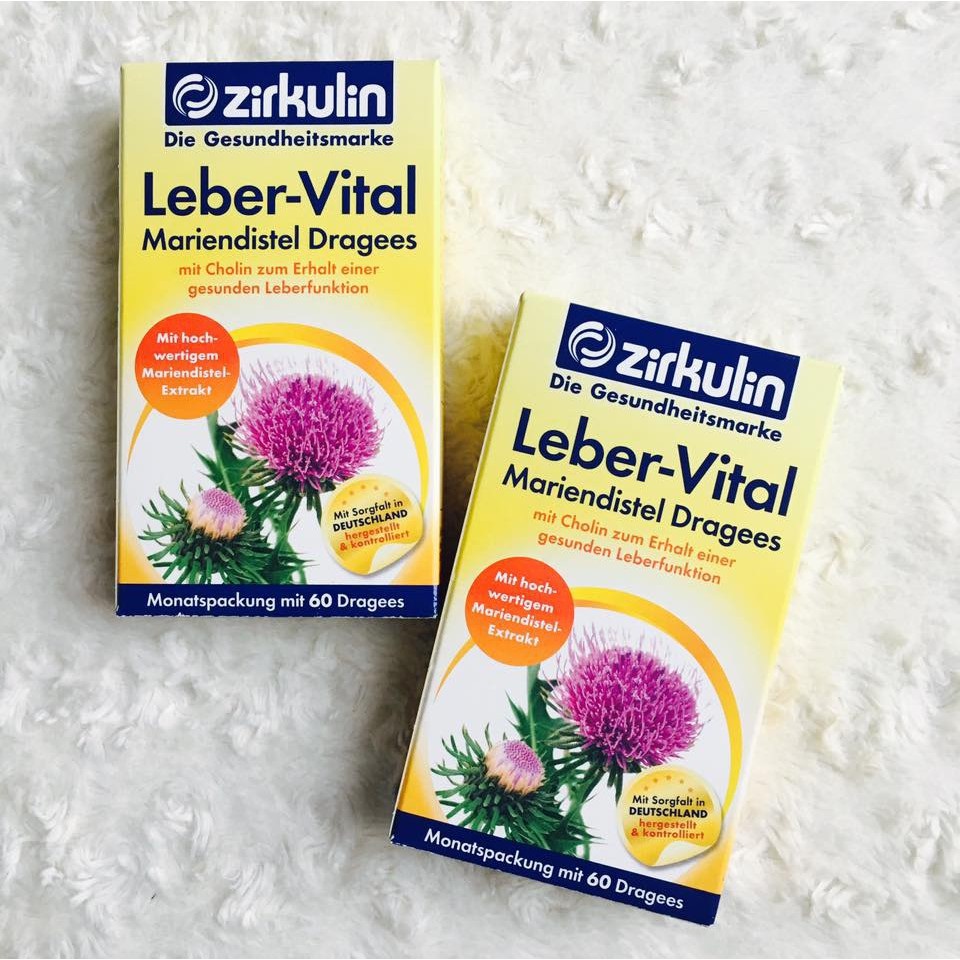 zirkulin
Die Gesundheitsmarke
Leber-Vital
Mariendistel Dragees
mit Cholin zum Erhalt einer
gesunden Leberfunktion
Mit hoch-
wertigem
Mariendistel-
Extrakt
Mit Sorgfalt in
DEUTSCHLAND
hergestellt
& kontrolliert
Monatspackung mit 60 Dragees
zirkulin
Die Gesundheitsmarke
Leber-Vital
Mariendistel Dragees
mit Cholin zum Erhalt einer
gesunden Leberfunktion
Mit hoch-
wertigem
Mariendistel-
Extrakt
Mit Sorgfalt in
DEUTSCHLAND
hergestellt
& kontrolliert
Monatspackung mit 60 Dragees